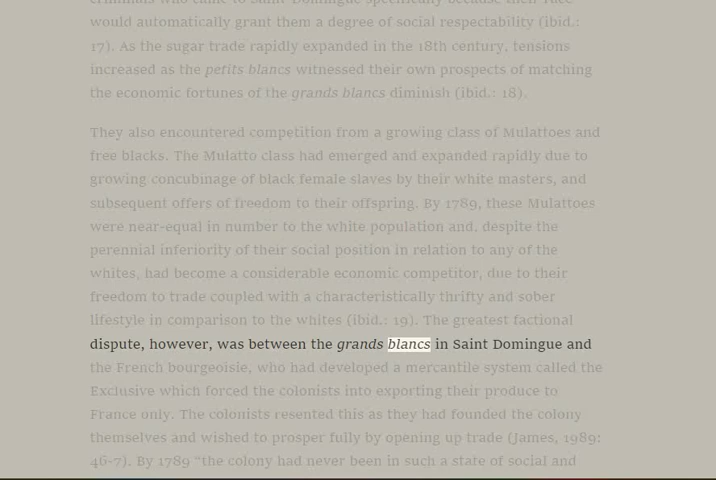 criminals who came to Saint Domingue specifically because their race
would automatically grant them a degree of social respectability (ibid.:
17). As the sugar trade rapidly expanded in the 18th century, tensions
increased as the petits blancs witnessed their own prospects of matching
the economic fortunes of the grands blancs diminish (ibid.: 18).
They also encountered competition from a growing class of Mulattoes and
free blacks. The Mulatto class had emerged and expanded rapidly due to
growing concubinage of black female slaves by their white masters, and
subsequent offers of freedom to their offspring. By 1789, these Mulattoes
were near-equal in number to the white population and, despite the
perennial inferiority of their social position in relation to any of the
whites, had become a considerable economic competitor, due to their
freedom to trade coupled with a characteristically thrifty and sober
lifestyle in comparison to the whites (ibid.: 19). The greatest factional
dispute, however, was between the grands blancs in Saint Domingue and
the French bourgeoisie, who had developed a mercantile system called the
Exclusive which forced the colonists into exporting their produce to
France only. The colonists resented this as they had founded the colony
themselves and wished to prosper fully by opening up trade (James, 1989:
46-7). By 1789 “the colony had never been in such a state of social and